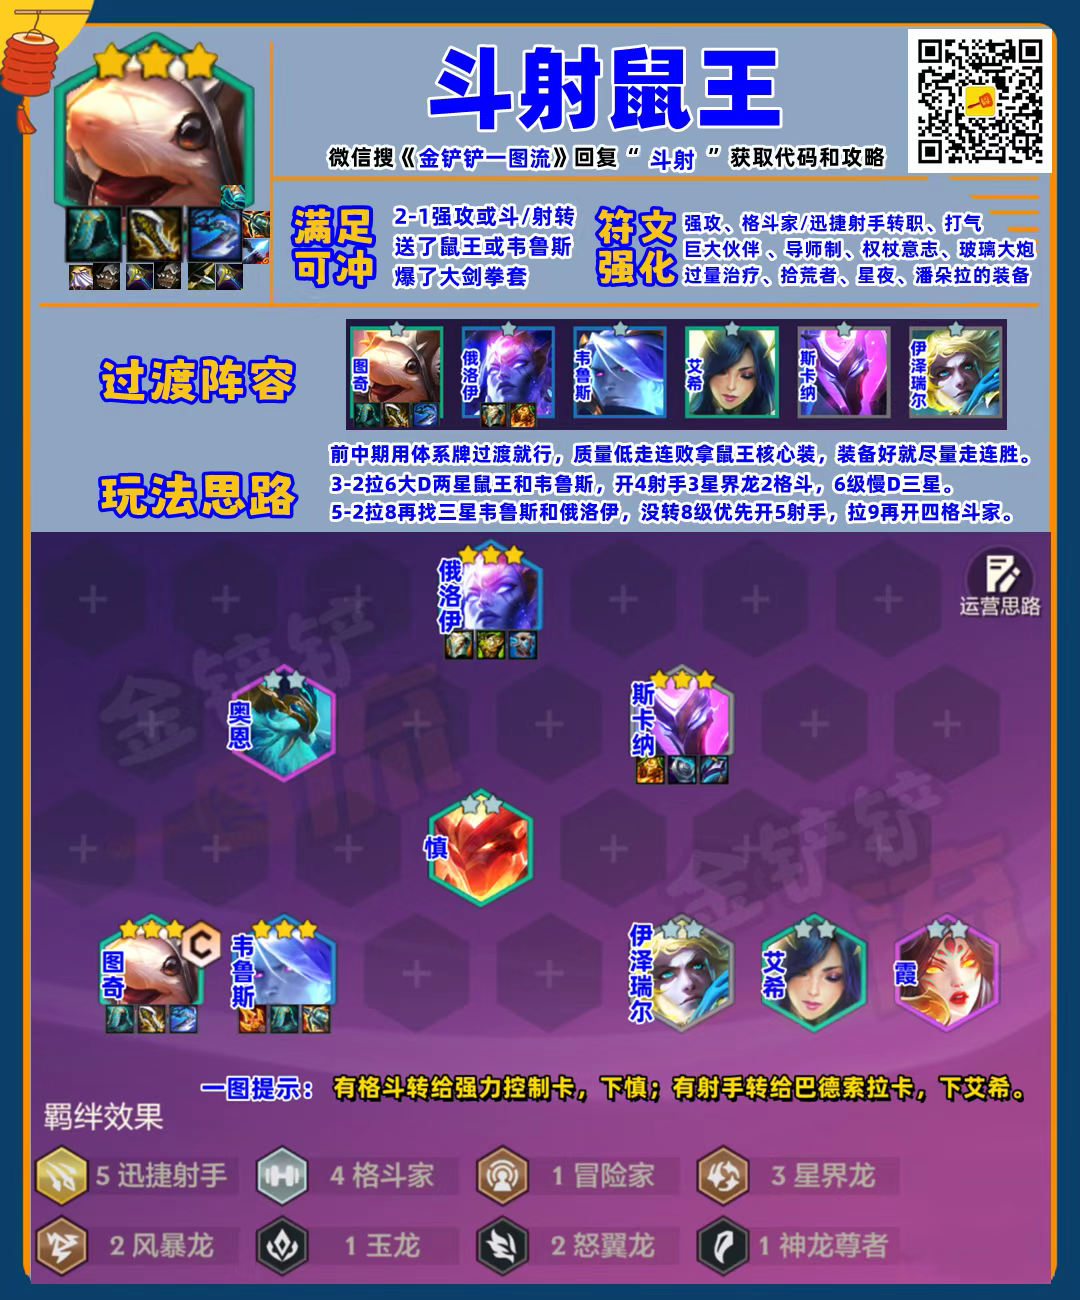 斗射鼠王
微信搜《金铲铲一图流》回复“ 斗射 ”获取代码和攻略
满足可冲
2-1强攻或斗/射转
送了鼠王或韦鲁斯
爆了大剑拳套
符文强化
强攻、格斗家/迅捷射手转职、打气
巨大伙伴、导师制、权杖意志、玻璃大炮
过量治疗、拾荒者、星夜、潘朵拉的装备
过渡阵容
图奇
俄洛伊
韦鲁斯
艾希
斯卡纳
伊泽瑞尔
玩法思路
前中期用体系牌过渡就行，质量低走连败拿鼠王核心装，装备好就尽量走连胜。
3-2拉6大D两星鼠王和韦鲁斯，开4射手3星界龙2格斗，6级慢D三星。
5-2拉8再找三星韦鲁斯和俄洛伊，没转8级优先开5射手，拉9再开四格斗家。
俄洛伊
运营思路
奥恩
斯卡纳
慎
图奇
C
韦鲁斯
伊泽瑞尔
艾希
霞
金铲铲
一图流
金铲铲
一图流
一图提示： 有格斗转给强力控制卡，下慎；有射手转给巴德索拉卡，下艾希。
羁绊效果
5 迅捷射手
4 格斗家
1 冒险家
3 星界龙
2 风暴龙
1 玉龙
2 怒翼龙
1 神龙尊者